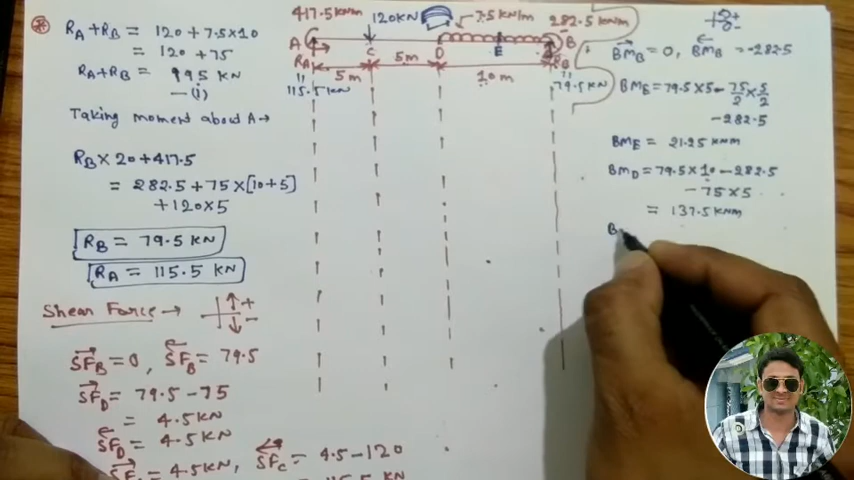 RA+RB = 120 + 7.5×10
= 120 + 75
RA+RB = 195 KN
—(i)
Taking moment about A→
RB × 20 + 417.5
= 282.5 + 75 × [10+5]
+ 120×5
RB = 79.5 KN
RA = 115.5 KN
Shear Force →
+
−
SFB = 0, SFB = 79.5
SFD = 79.5 − 75
= 4.5 KN
SFD = 4.5 KN
= 4.5 KN, SFC = 4.5 − 120
115.5 KN
417.5 KNm 120KN 7.5 KN/m 282.5 KNm
A C D E B
RA RB
5m 5m 10m
115.5 KN 79.5 KN
BMB = 0, BMB = −282.5
BME = 79.5×5 − 75/2 × 5/2
− 282.5
BME = 21.25 KNm
BMD = 79.5×10 − 282.5
− 75×5
= 137.5 KNm
B